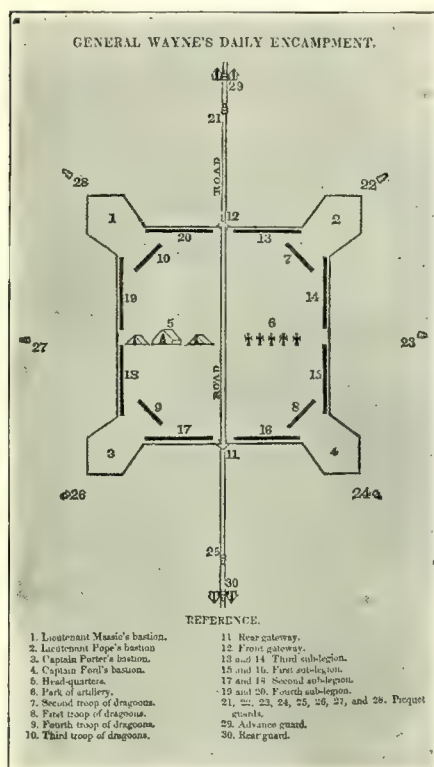 GENERAL WAYNE'S DAILY ENCAMPMENT.
29
21
ROAD
28
22
1
12
2
20
13
10
7
19
14
5
6
27
23
18
15
ROAD
9
8
17
16
3
11
4
26
24
25
30
REFERENCE.
1. Lieutenant Massie's bastion.
2. Lieutenant Pope's bastion
3. Captain Porter's bastion.
4. Captain Ford's bastion.
5. Head-quarters.
6. Park of artillery.
7. Second troop of dragoons.
8. First troop of dragoons.
9. Fourth troop of dragoons.
10. Third troop of dragoons.
11 Rear gateway.
12. Front gateway.
13 and 14 Third sub-legion.
15 and 16. First sub-legion.
17 and 18 Second sub-legion.
19 and 20. Fourth sub-legion.
21, 22, 23, 24, 25, 26, 27, and 28. Picquet
guards.
29. Advance guard.
30. Rear guard.